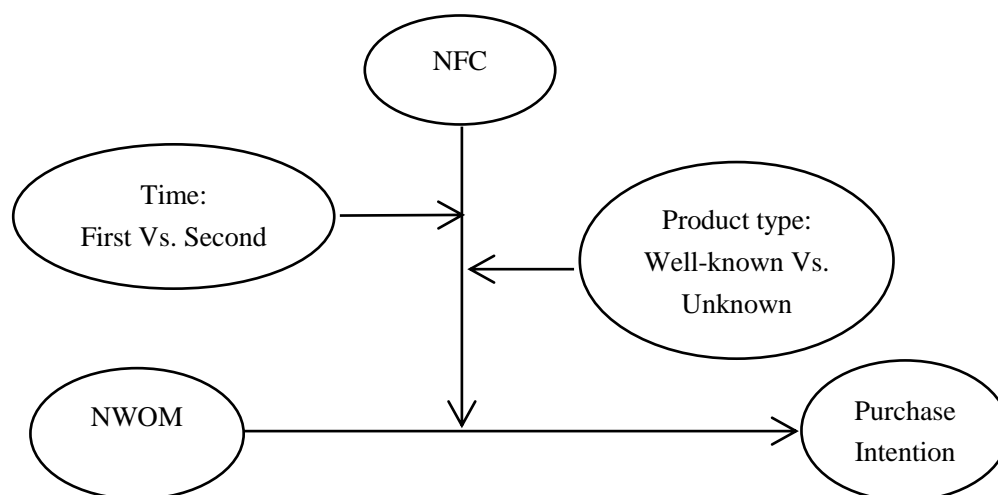 NFC
Time:
First Vs. Second
Product type:
Well-known Vs.
Unknown
NWOM
Purchase
Intention